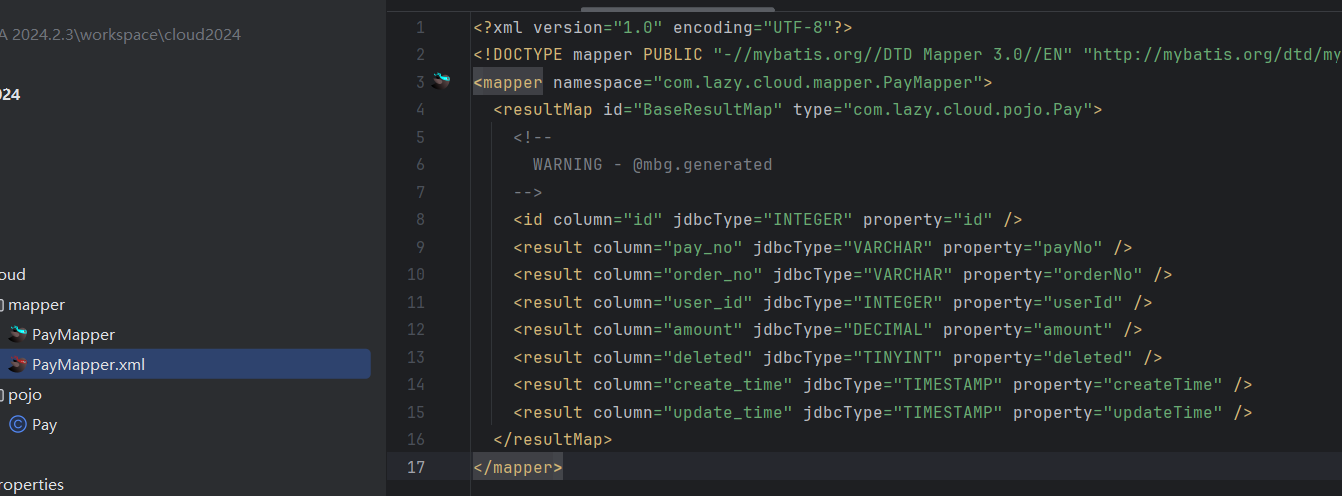 A 2024.2.3\workspace\cloud2024
024
oud
mapper
PayMapper
PayMapper.xml
pojo
Pay
roperties
1 <?xml version="1.0" encoding="UTF-8"?>
2 <!DOCTYPE mapper PUBLIC "-//mybatis.org//DTD Mapper 3.0//EN" "http://mybatis.org/dtd/my
3 <mapper namespace="com.lazy.cloud.mapper.PayMapper">
4 <resultMap id="BaseResultMap" type="com.lazy.cloud.pojo.Pay">
5 <!--
6 WARNING - @mbg.generated
7 -->
8 <id column="id" jdbcType="INTEGER" property="id" />
9 <result column="pay_no" jdbcType="VARCHAR" property="payNo" />
10 <result column="order_no" jdbcType="VARCHAR" property="orderNo" />
11 <result column="user_id" jdbcType="INTEGER" property="userId" />
12 <result column="amount" jdbcType="DECIMAL" property="amount" />
13 <result column="deleted" jdbcType="TINYINT" property="deleted" />
14 <result column="create_time" jdbcType="TIMESTAMP" property="createTime" />
15 <result column="update_time" jdbcType="TIMESTAMP" property="updateTime" />
16 </resultMap>
17 </mapper>